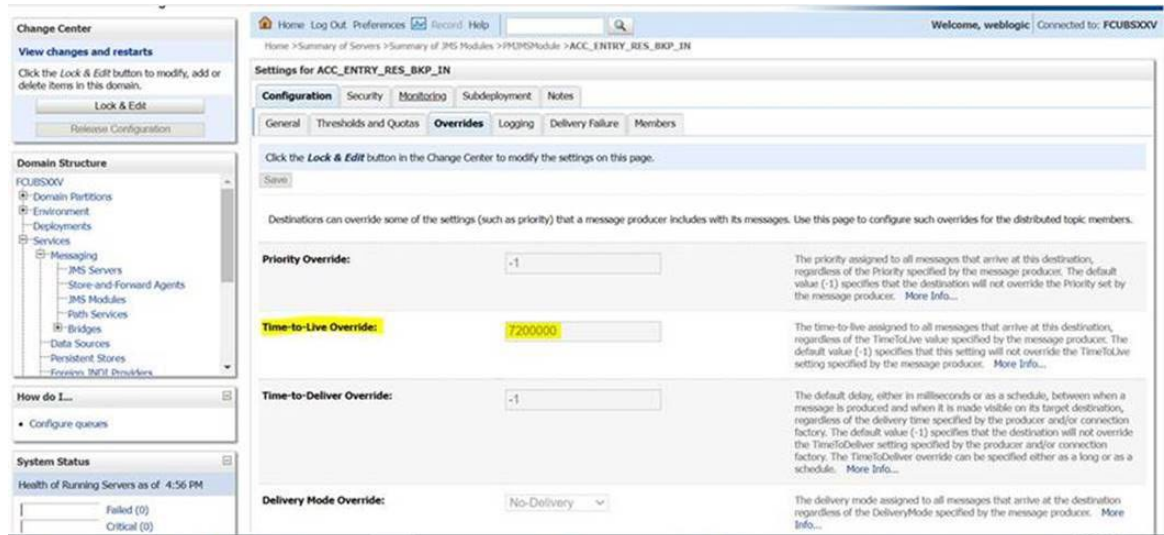 Change Center
View changes and restarts
Click the Lock & Edit button to modify, add or
delete items in this domain.
Lock & Edit
Release Configuration
Domain Structure
FCUBSXXV
Domain Partitions
Environment
Deployments
Services
Messaging
JMS Servers
Store-and-Forward Agents
JMS Modules
Path Services
Bridges
Data Sources
Persistent Stores
Foreign JNDI Providers
How do I...
Configure queues
System Status
Health of Running Servers as of 4:56 PM
Failed (0)
Critical (0)
Home Log Out Preferences Record Help
Welcome, weblogic Connected to: FCUBSXXV
Home >Summary of Servers >Summary of JMS Modules >PMJMSModule >ACC_ENTRY_RES_BKP_IN
Settings for ACC_ENTRY_RES_BKP_IN
Configuration Security Monitoring Subdeployment Notes
General Thresholds and Quotas Overrides Logging Delivery Failure Members
Click the Lock & Edit button in the Change Center to modify the settings on this page.
Save
Destinations can override some of the settings (such as priority) that a message producer includes with its messages. Use this page to configure such overrides for the distributed topic members.
Priority Override:
-1
The priority assigned to all messages that arrive at this destination,
regardless of the Priority specified by the message producer. The default
value (-1) specifies that the destination will not override the Priority set by
the message producer. More Info...
Time-to-Live Override:
7200000
The time-to-live assigned to all messages that arrive at this destination,
regardless of the TimeToLive value specified by the message producer. The
default value (-1) specifies that this setting will not override the TimeToLive
setting specified by the message producer. More Info...
Time-to-Deliver Override:
-1
The default delay, either in milliseconds or as a schedule, between when a
message is produced and when it is made visible on its target destination,
regardless of the delivery time specified by the producer and/or connection
factory. The default value (-1) specifies that the destination will not override
the TimeToDeliver setting specified by the producer and/or connection
factory. The TimeToDeliver override can be specified either as a long or as a
schedule. More Info...
Delivery Mode Override:
No-Delivery
The delivery mode assigned to all messages that arrive at the destination
regardless of the DeliveryMode specified by the message producer. More
Info...